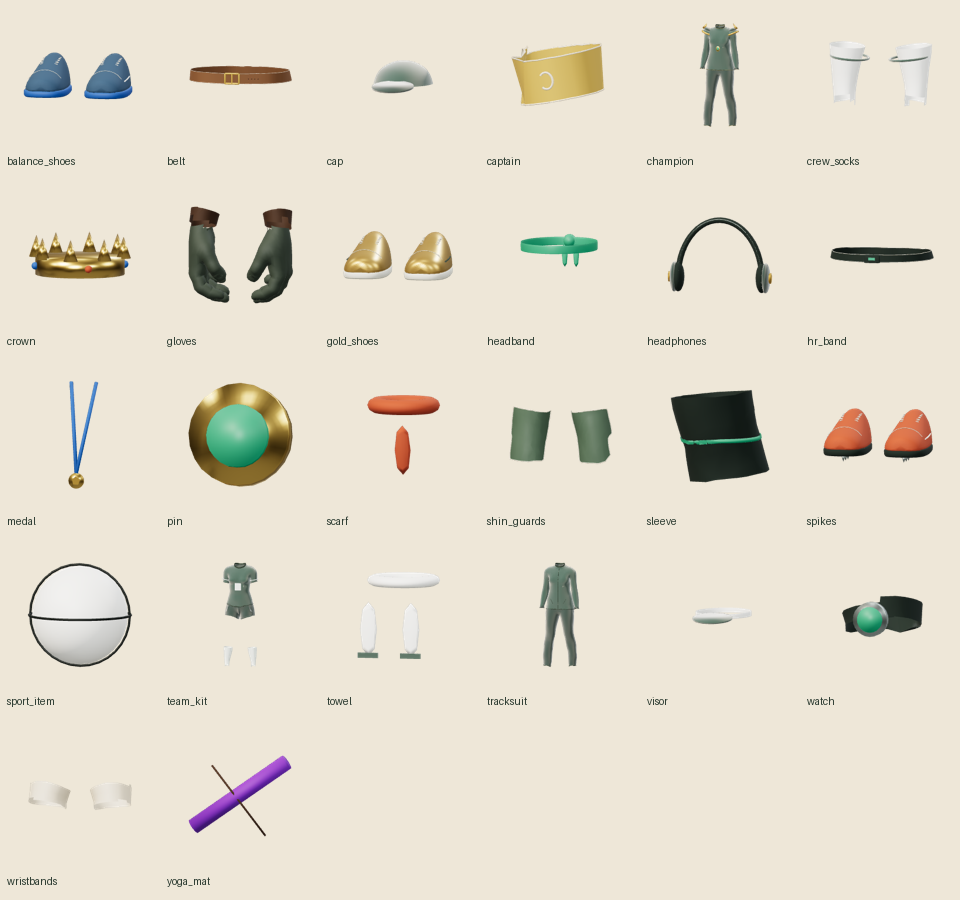 balance_shoes
belt
cap
captain
champion
crew_socks
crown
gloves
gold_shoes
headband
headphones
hr_band
medal
pin
scarf
shin_guards
sleeve
spikes
sport_item
team_kit
towel
tracksuit
visor
watch
wristbands
yoga_mat